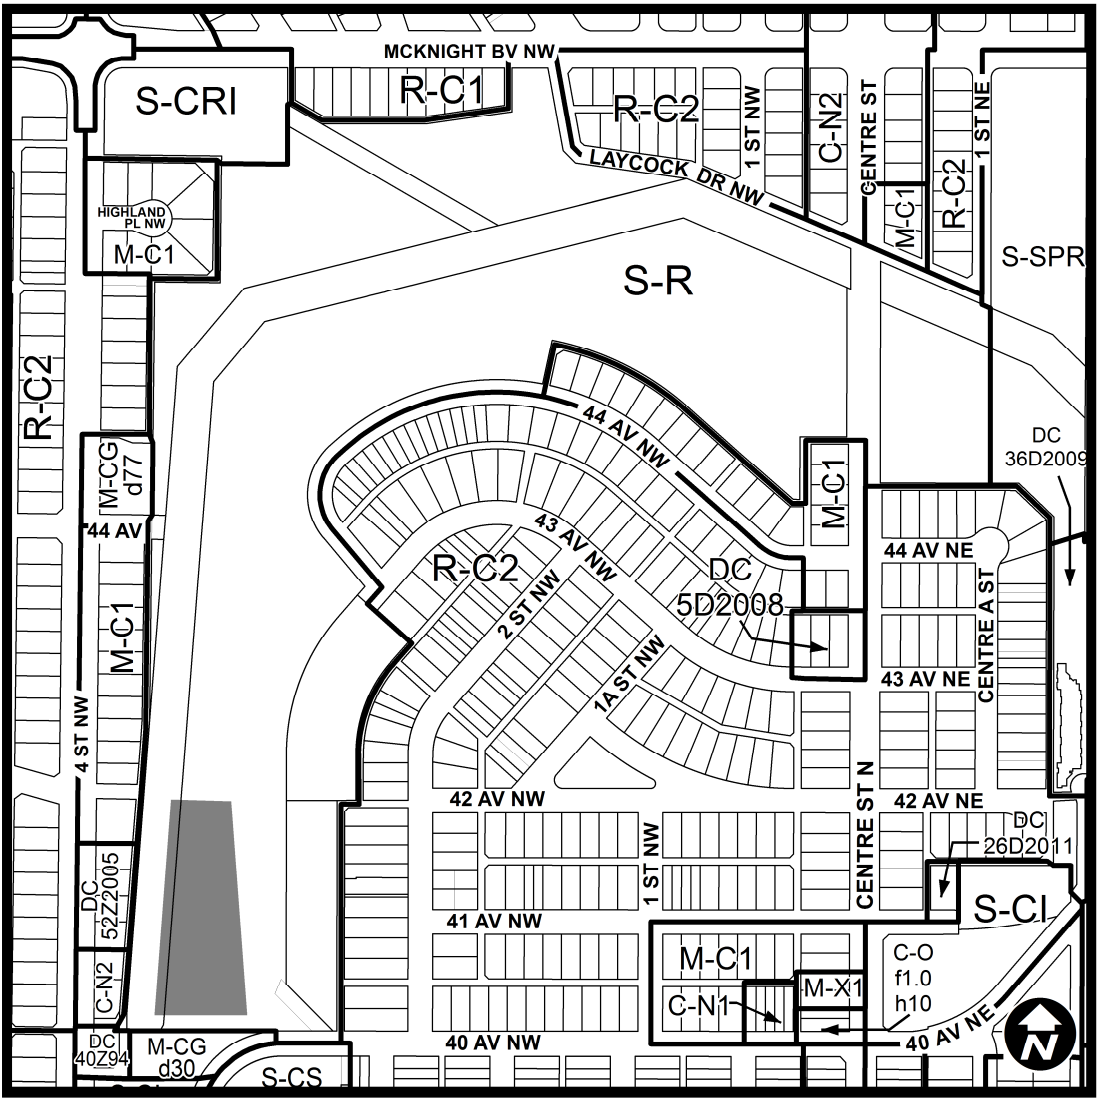 MCKNIGHT BV NW
S-CRI
R-C1
R-C2
1 ST NW
C-N2
CENTRE ST
1 ST NE
R-C2
LAYCOCK DR NW
M-C1
HIGHLAND
PL NW
M-C1
S-SPR
S-R
R-C2
44 AV NW
M-CG
d77
DC
36D2009
M-C1
44 AV
43 AV NW
44 AV NE
R-C2
DC
5D2008
2 ST NW
CENTRE A ST
M-C1
1A ST NW
43 AV NE
4 ST NW
42 AV NW
CENTRE ST N
42 AV NE
DC
26D2011
1 ST NW
DC
52Z2005
41 AV NW
S-CI
M-C1
C-O
f1.0
h10
C-N2
M-X1
C-N1
40 AV NE
40 AV NW
DC
40Z94
M-CG
d30
N
S-CS